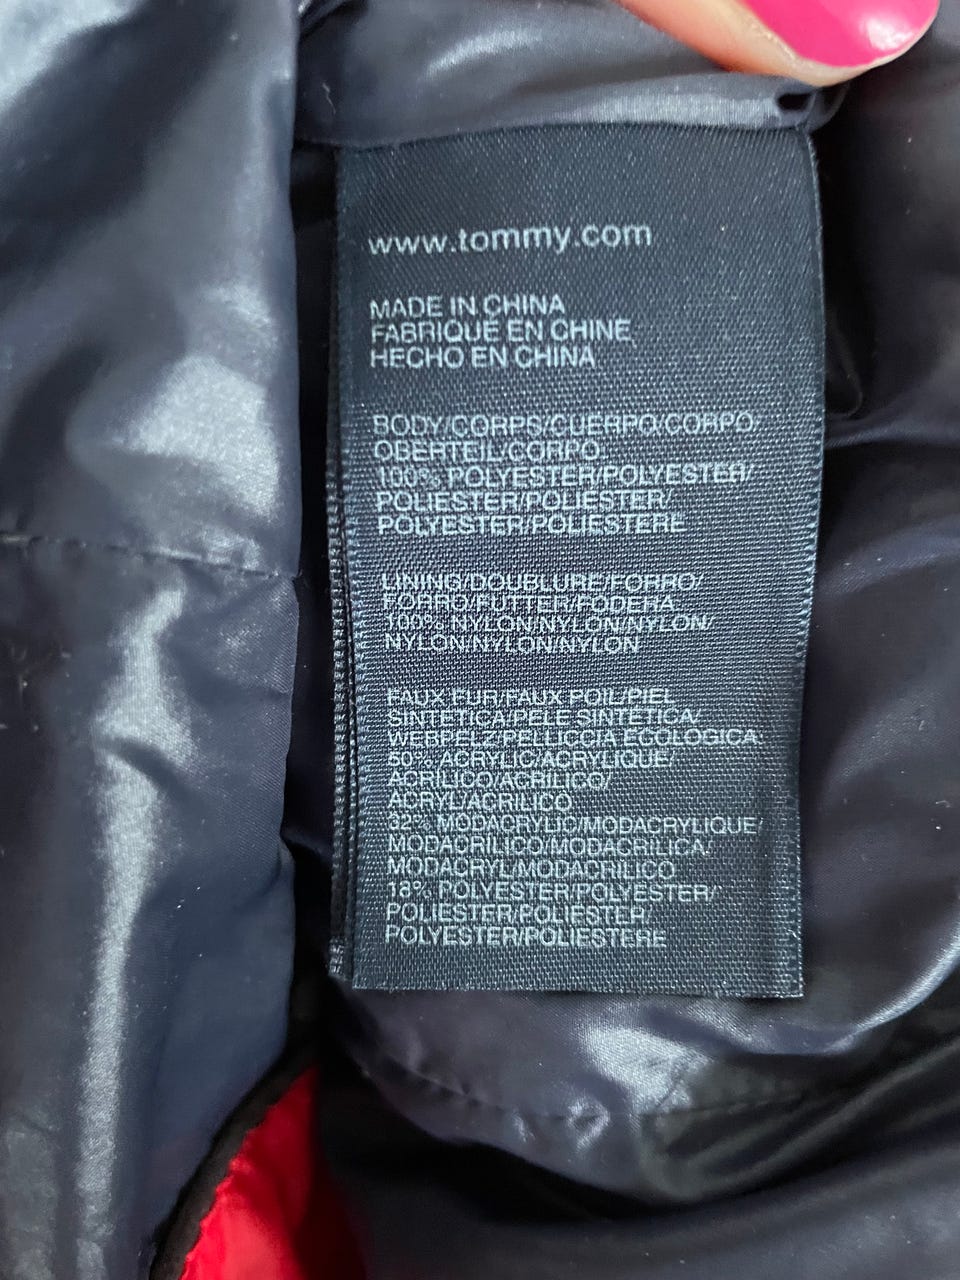 www.tommy.com
MADE IN CHINA
FABRIQUÉ EN CHINE
HECHO EN CHINA
BODY/CORPS/CUERPO/CORPO/
OBERTEIL/CORPO:
100% POLYESTER/POLYESTER/
POLIESTER/POLIESTER/
POLYESTER/POLIESTERE
LINING/DOUBLURE/FORRO/
FORRO/FUTTER/FODERA
100% NYLON/NYLON/NYLON/
NYLON/NYLON/NYLON
FAUX FUR/FAUX POIL/PIEL
SINTETICA/PELE SINTETICA/
WEBPELZ/PELLICCIA ECOLOGICA
50% ACRYLIC/ACRYLIQUE/
ACRILICO/ACRILICO/
ACRYL/ACRILICO
32% MODACRYLIC/MODACRYLIQUE/
MODACRILICO/MODACRILICA/
MODACRYL/MODACRILICO
18% POLYESTER/POLYESTER/
POLIESTER/POLIESTER/
POLYESTER/POLIESTERE